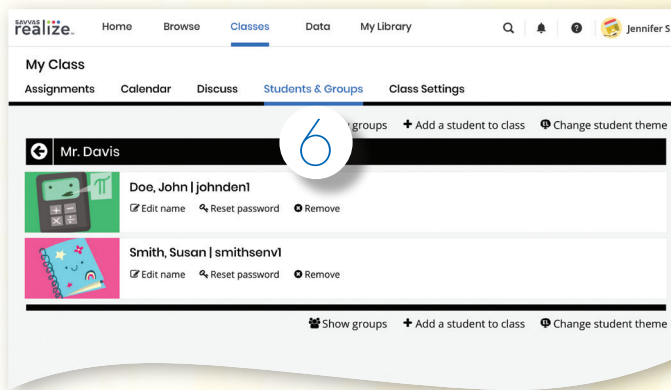 SAVVAS
realize. Home Browse Classes Data My Library Jennifer S
My Class
Assignments Calendar Discuss Students & Groups Class Settings
groups + Add a student to class Change student theme
6
Mr. Davis
π
Doe, John | johnden1
Edit name Reset password Remove
Smith, Susan | smithsenv1
Edit name Reset password Remove
Show groups + Add a student to class Change student theme